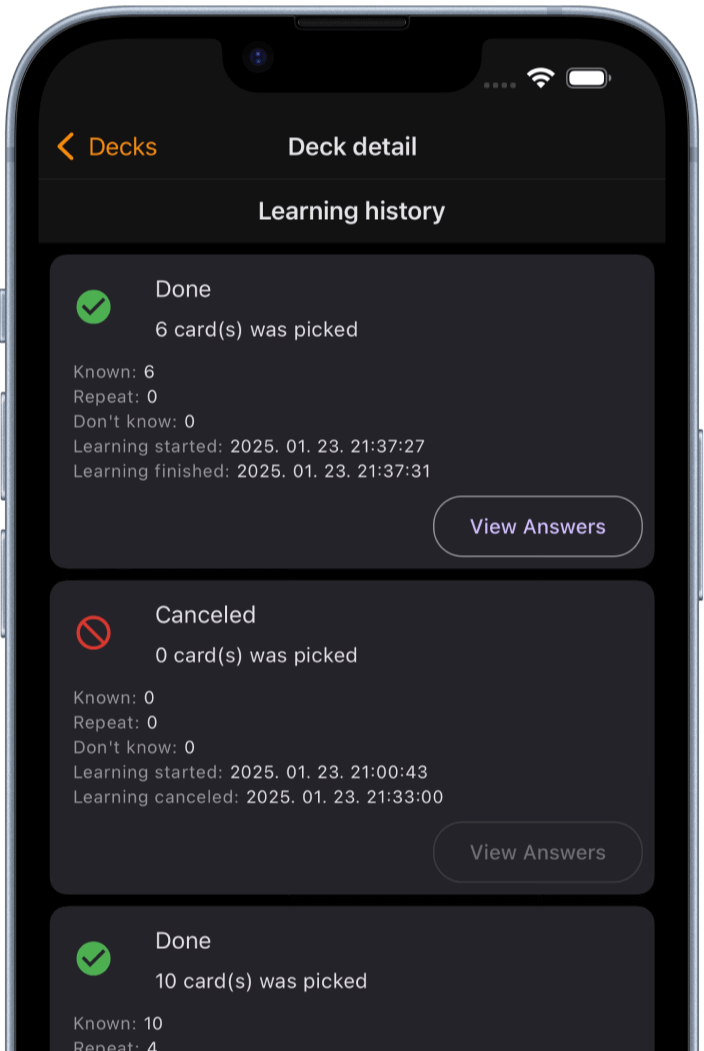 Decks
Deck detail
Learning history
Done
6 card(s) was picked
Known: 6
Repeat: 0
Don't know: 0
Learning started: 2025. 01. 23. 21:37:27
Learning finished: 2025. 01. 23. 21:37:31
View Answers
Canceled
0 card(s) was picked
Known: 0
Repeat: 0
Don't know: 0
Learning started: 2025. 01. 23. 21:00:43
Learning canceled: 2025. 01. 23. 21:33:00
View Answers
Done
10 card(s) was picked
Known: 10
Repeat: 4